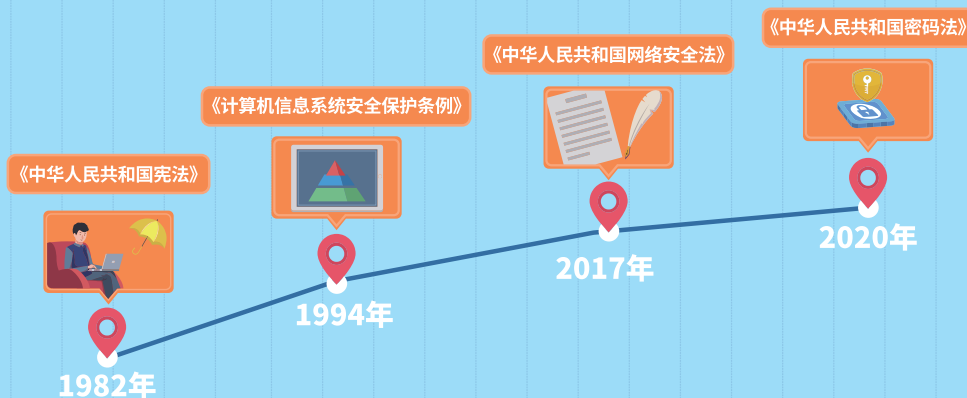 《中华人民共和国密码法》
《中华人民共和国网络安全法》
《计算机信息系统安全保护条例》
《中华人民共和国宪法》
2020年
2017年
1994年
1982年